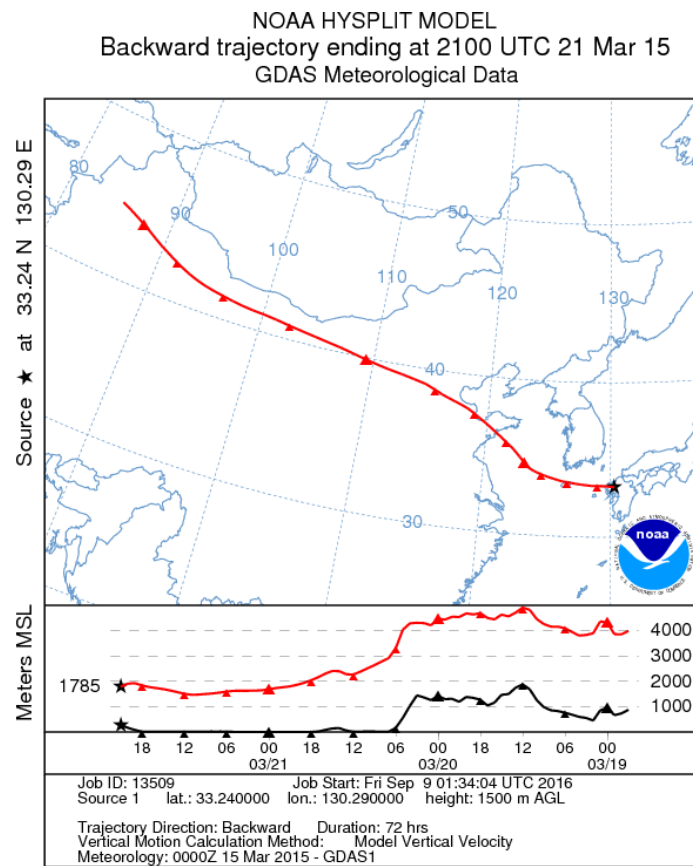 NOAA HYSPLIT MODEL
Backward trajectory ending at 2100 UTC 21 Mar 15
GDAS Meteorological Data
Source ★ at 33.24 N 130.29 E
80
90
100
110
50
120
130
40
30
noaa
Meters MSL
1785
4000
3000
2000
1000
18 12 06 00 18 12 06 00 18 12 06 00
03/21 03/20 03/19
Job ID: 13509 Job Start: Fri Sep 9 01:34:04 UTC 2016
Source 1 lat.: 33.240000 lon.: 130.290000 height: 1500 m AGL
Trajectory Direction: Backward Duration: 72 hrs
Vertical Motion Calculation Method: Model Vertical Velocity
Meteorology: 0000Z 15 Mar 2015 - GDAS1